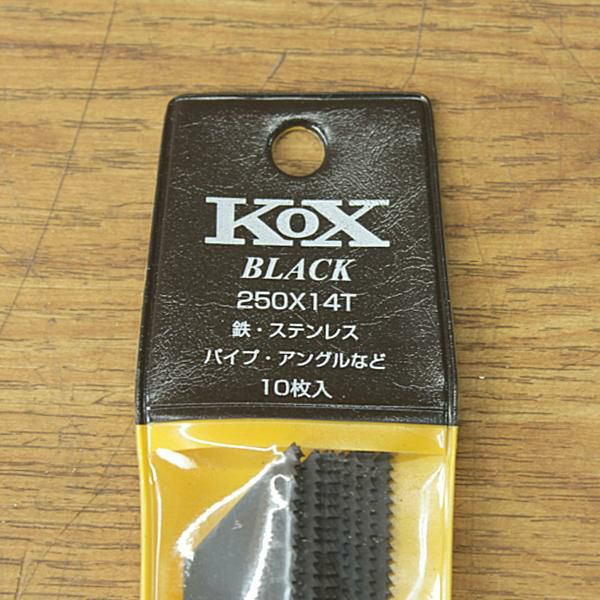 KOX
BLACK
250X14T
鉄・ステンレス
パイプ・アングルなど
10枚入